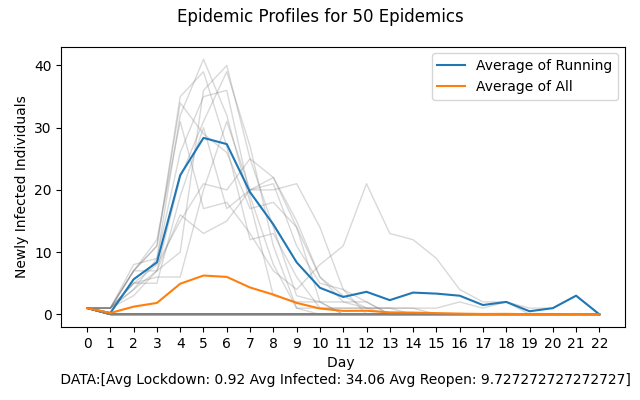 Epidemic Profiles for 50 Epidemics
Newly Infected Individuals
40
30
20
10
0
Average of Running
Average of All
0 1 2 3 4 5 6 7 8 9 10 11 12 13 14 15 16 17 18 19 20 21 22
Day
DATA:[Avg Lockdown: 0.92 Avg Infected: 34.06 Avg Reopen: 9.727272727272727]